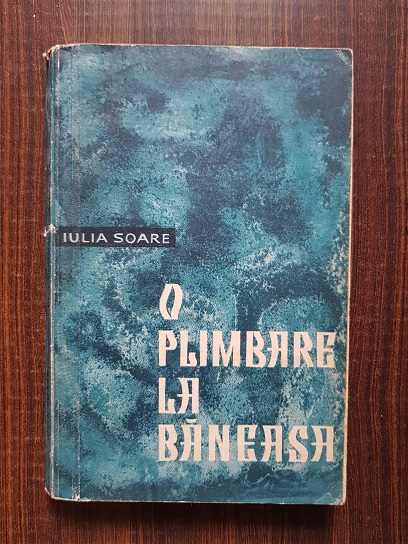 IULIA SOARE
O
PLIMBARE
LA
BĂNEASA